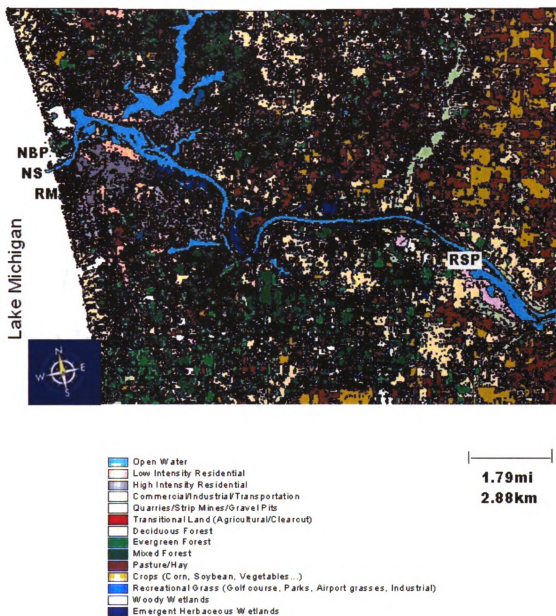 NBP
NS
RM
Lake Michigan
RSP
N
W E
S
Open Water
Low Intensity Residential
High Intensity Residential
Commercial/Industrial/Transportation
Quarries/Strip Mines/Gravel Pits
Transitional Land (Agricultural/Clearcut)
Deciduous Forest
Evergreen Forest
Mixed Forest
Pasture/Hay
Crops (Corn, Soybean, Vegetables...)
Recreational Grass (Golf course, Parks, Airport grasses, Industrial)
Woody Wetlands
Emergent Herbaceous Wetlands
1.79mi
2.88km